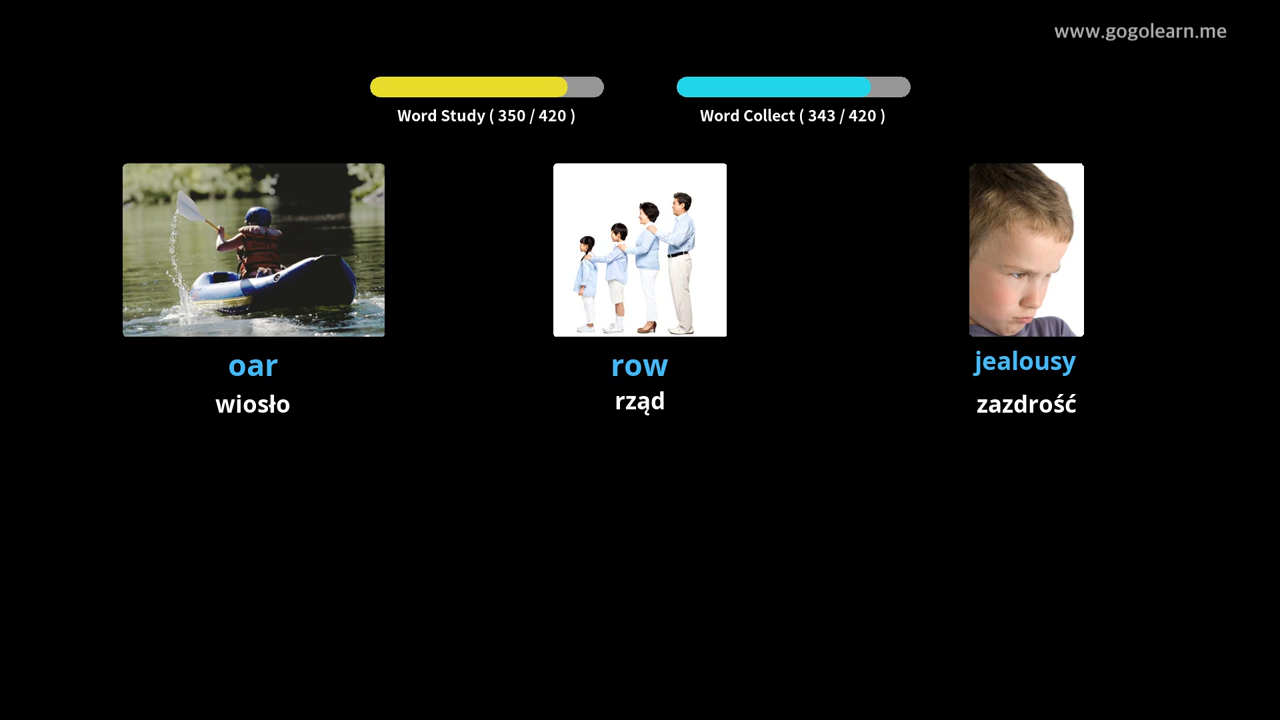 www.gogolearn.me
Word Study ( 350 / 420 )
Word Collect ( 343 / 420 )
oar
wiosło
row
rząd
jealousy
zazdrość